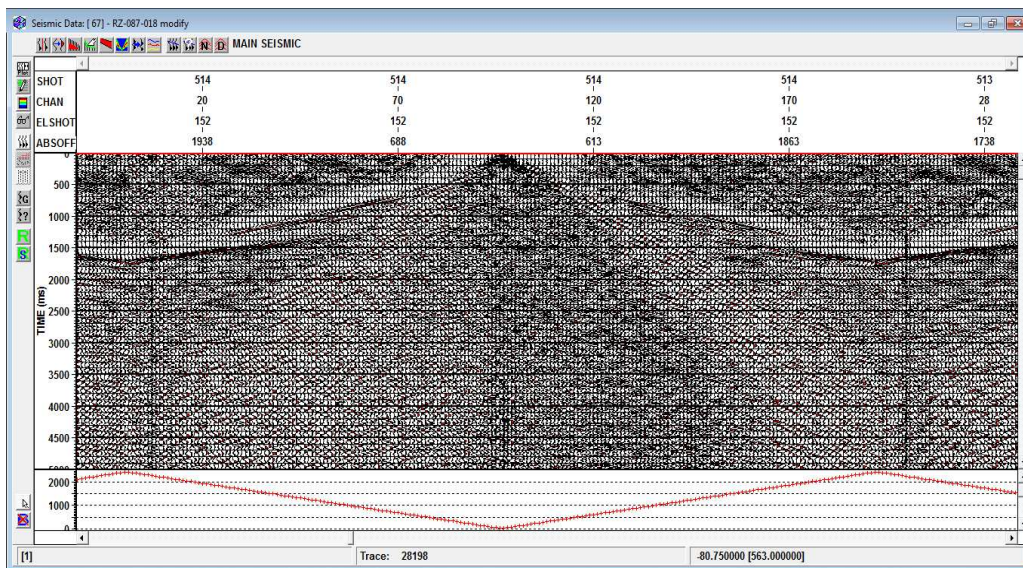 Seismic Data: [ 67] - RZ-087-018 modify
MAIN SEISMIC
SHOT 514 514 514 514 513
CHAN 20 70 120 170 28
ELSHOT 152 152 152 152 152
ABSOFF 1938 688 613 1863 1738
0
500
1000
1500
2000
2500
3000
3500
4000
4500
5000
TIME (ms)
2000
1000
0
[1] Trace: 28198 -80.750000 [563.000000]